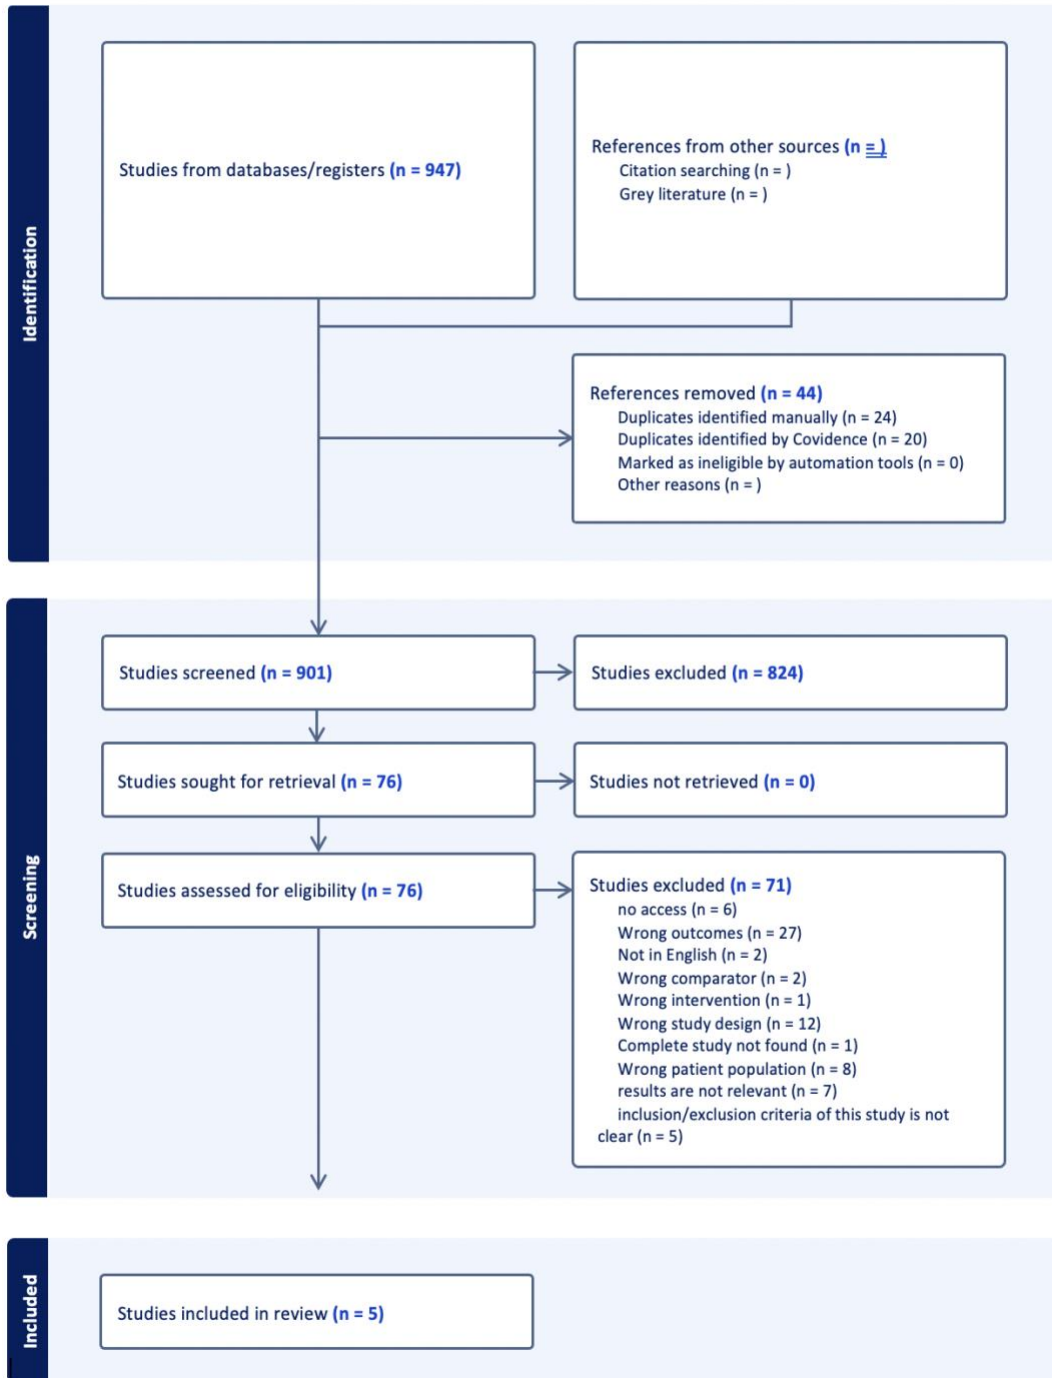 Identification
Studies from databases/registers (n = 947)
References from other sources (n = )
Citation searching (n = )
Grey literature (n = )
References removed (n = 44)
Duplicates identified manually (n = 24)
Duplicates identified by Covidence (n = 20)
Marked as ineligible by automation tools (n = 0)
Other reasons (n = )
Screening
Studies screened (n = 901)
Studies excluded (n = 824)
Studies sought for retrieval (n = 76)
Studies not retrieved (n = 0)
Studies assessed for eligibility (n = 76)
Studies excluded (n = 71)
no access (n = 6)
Wrong outcomes (n = 27)
Not in English (n = 2)
Wrong comparator (n = 2)
Wrong intervention (n = 1)
Wrong study design (n = 12)
Complete study not found (n = 1)
Wrong patient population (n = 8)
results are not relevant (n = 7)
inclusion/exclusion criteria of this study is not
clear (n = 5)
Included
Studies included in review (n = 5)